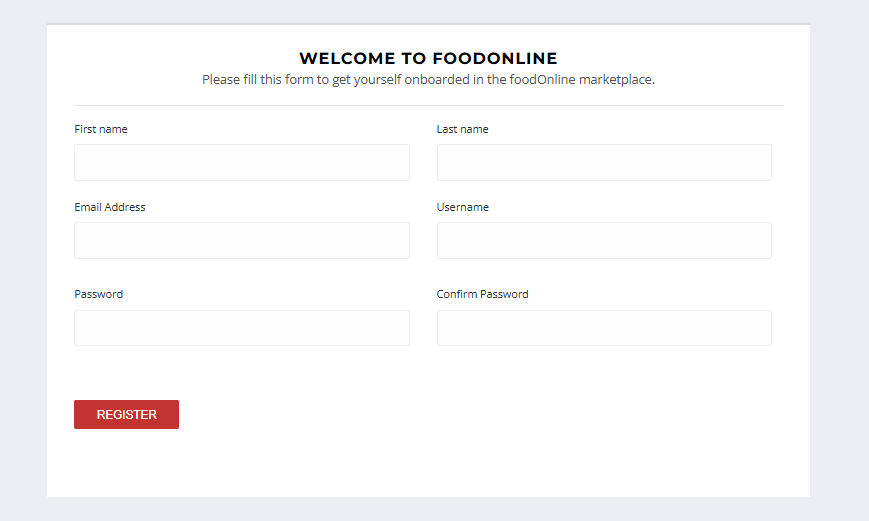 WELCOME TO FOODONLINE
Please fill this form to get yourself onboarded in the foodOnline marketplace.
First name
Last name
Email Address
Username
Password
Confirm Password
REGISTER